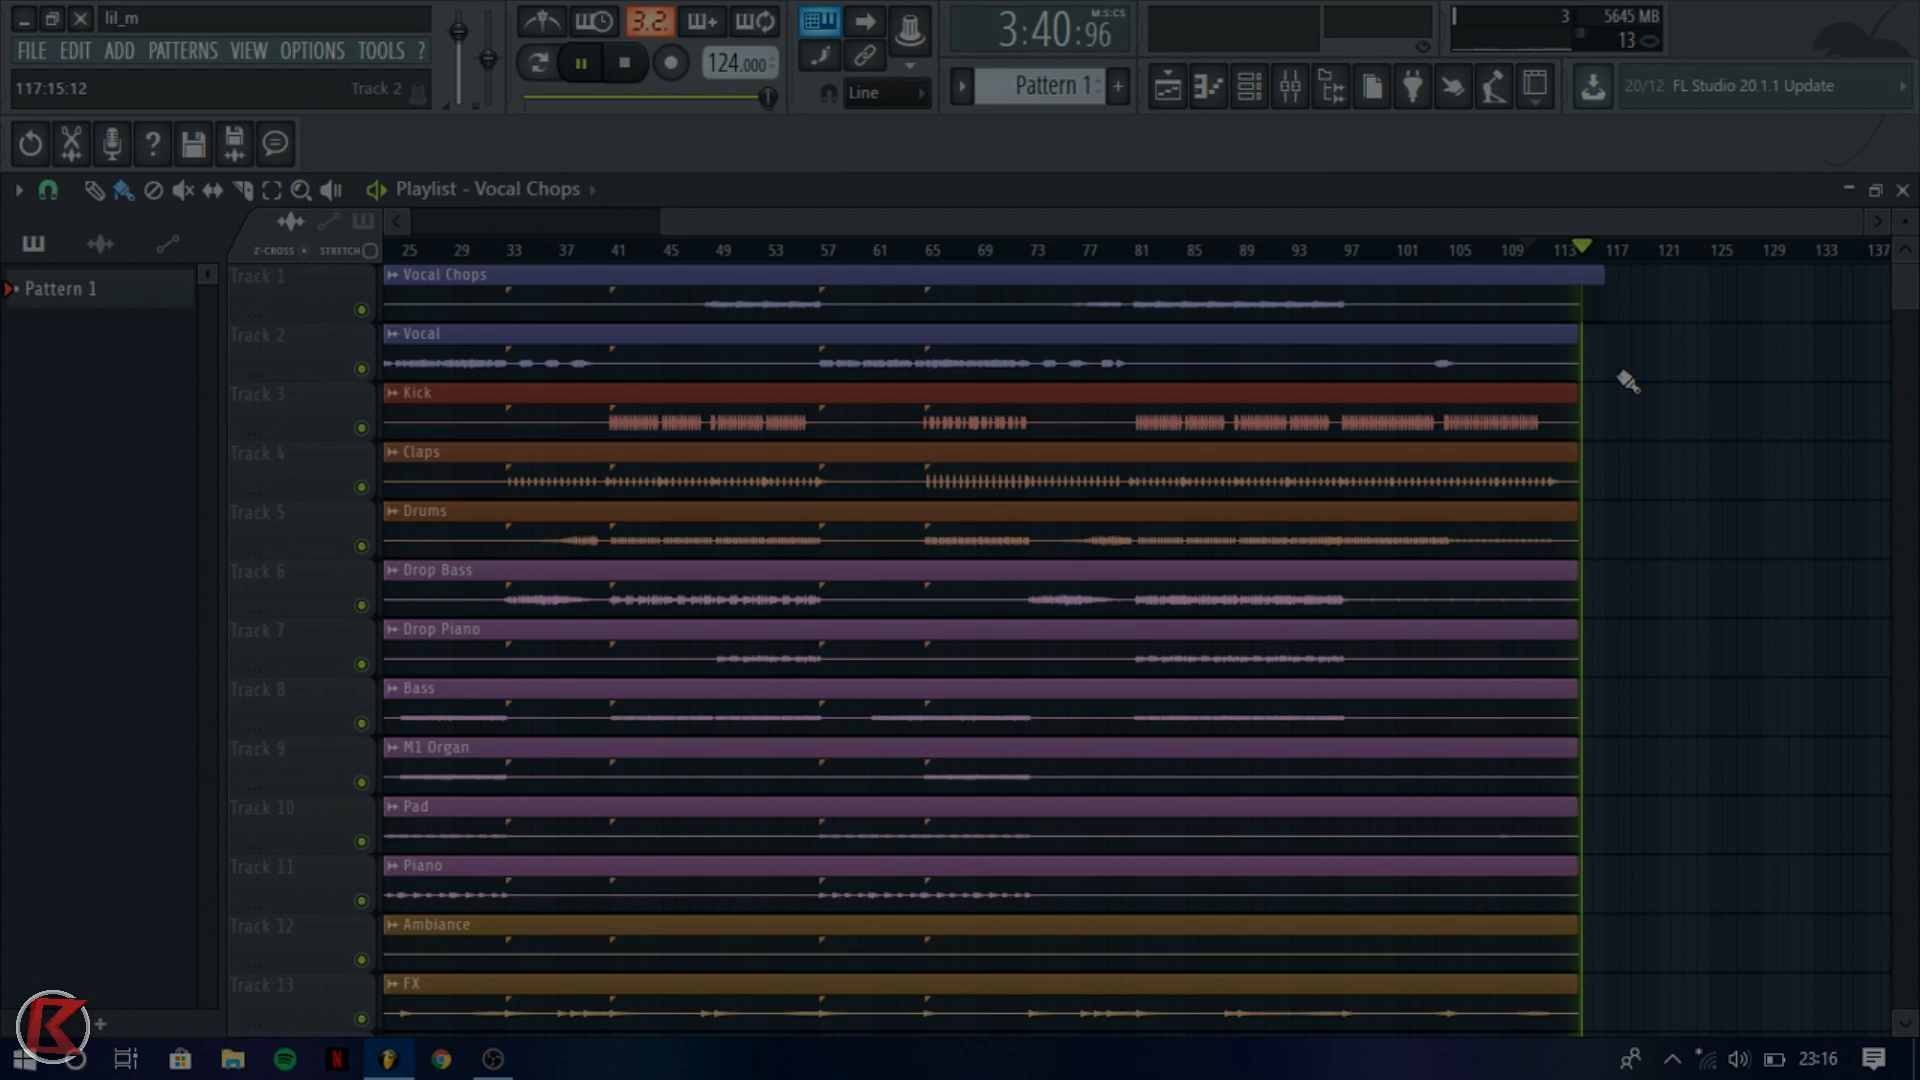 lil_m
FILE EDIT ADD PATTERNS VIEW OPTIONS TOOLS ?
117:15:12 Track 2
3.2.
124.000
Line
3:40:96
M:S:CS
Pattern 1
3
5645 MB
13
20/12 FL Studio 20.1.1 Update
Playlist - Vocal Chops
Z-CROSS STRETCH
25 29 33 37 41 45 49 53 57 61 65 69 73 77 81 85 89 93 97 101 105 109 113 117 121 125 129 133 137
Pattern 1
Track 1 Vocal Chops
Track 2 Vocal
Track 3 Kick
Track 4 Claps
Track 5 Drums
Track 6 Drop Bass
Track 7 Drop Piano
Track 8 Bass
Track 9 M1 Organ
Track 10 Pad
Track 11 Piano
Track 12 Ambiance
Track 13 FX
23:16